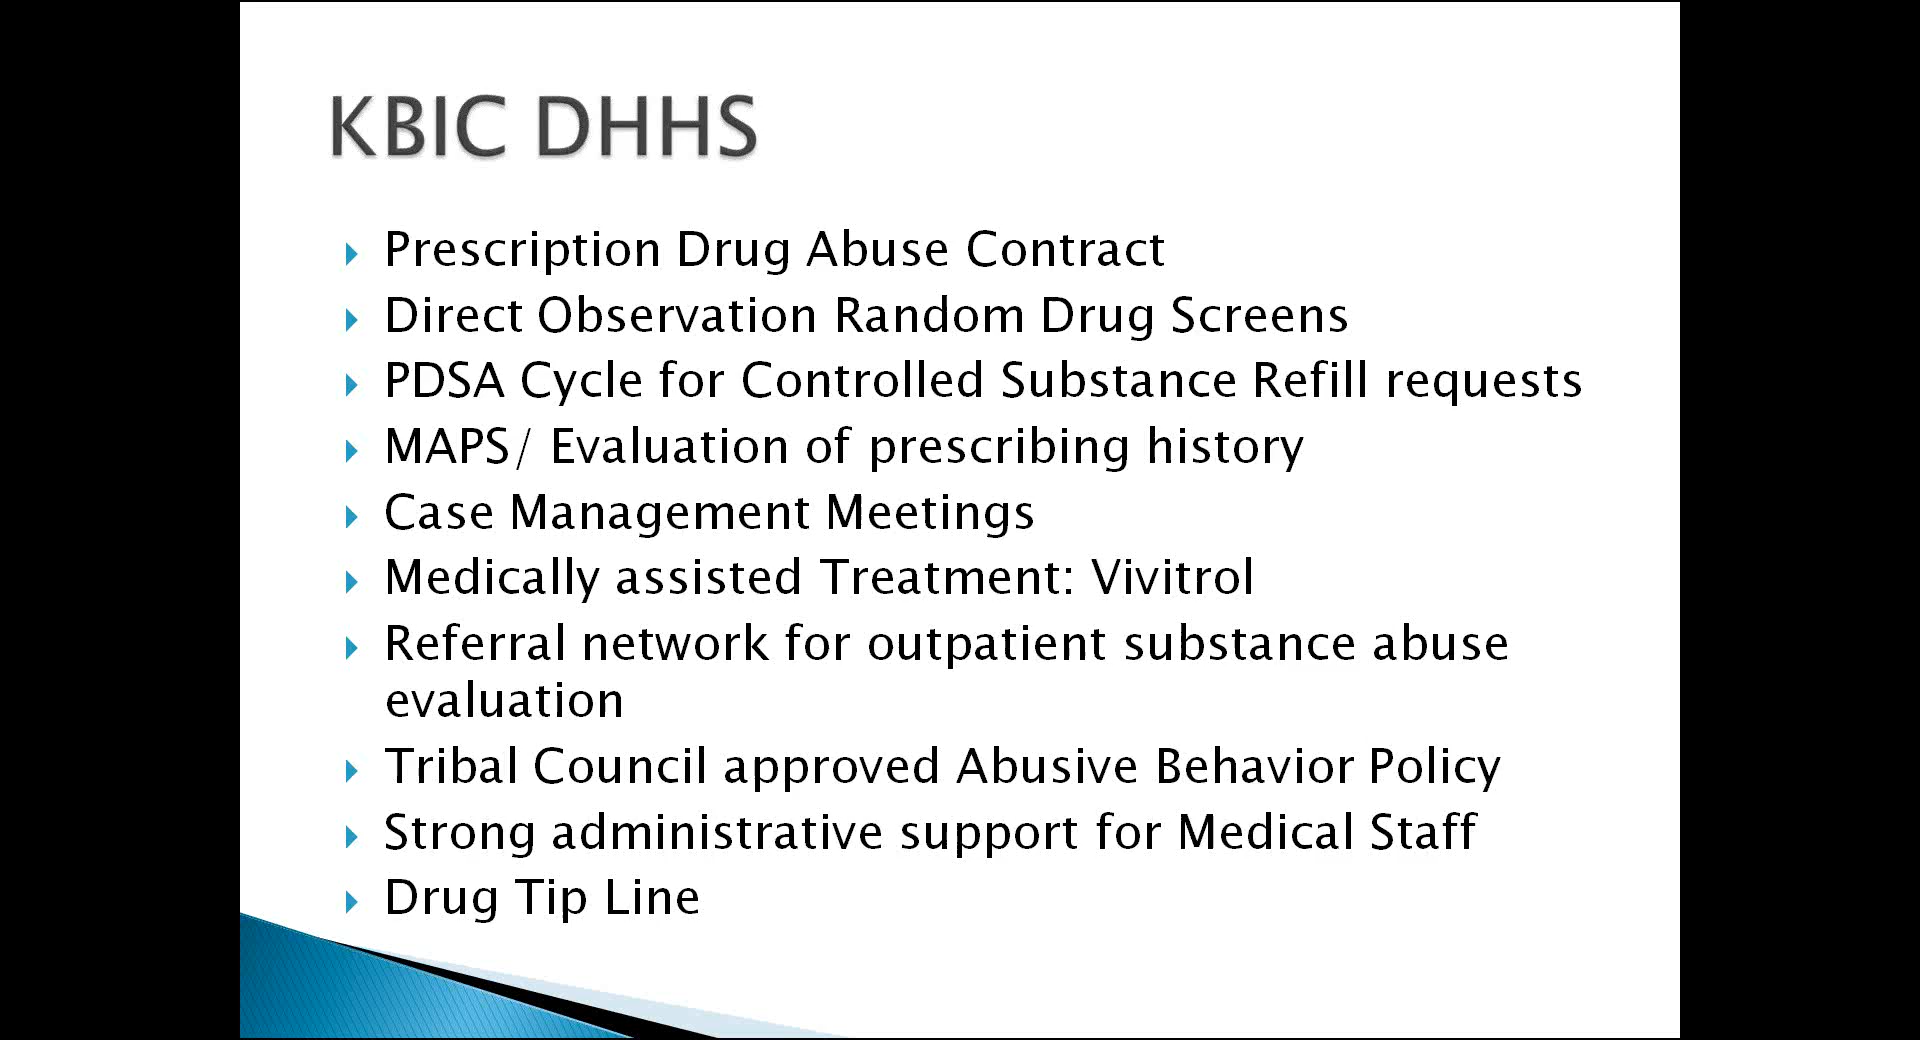 KBIC DHHS
Prescription Drug Abuse Contract
Direct Observation Random Drug Screens
PDSA Cycle for Controlled Substance Refill requests
MAPS/ Evaluation of prescribing history
Case Management Meetings
Medically assisted Treatment: Vivitrol
Referral network for outpatient substance abuse
evaluation
Tribal Council approved Abusive Behavior Policy
Strong administrative support for Medical Staff
Drug Tip Line